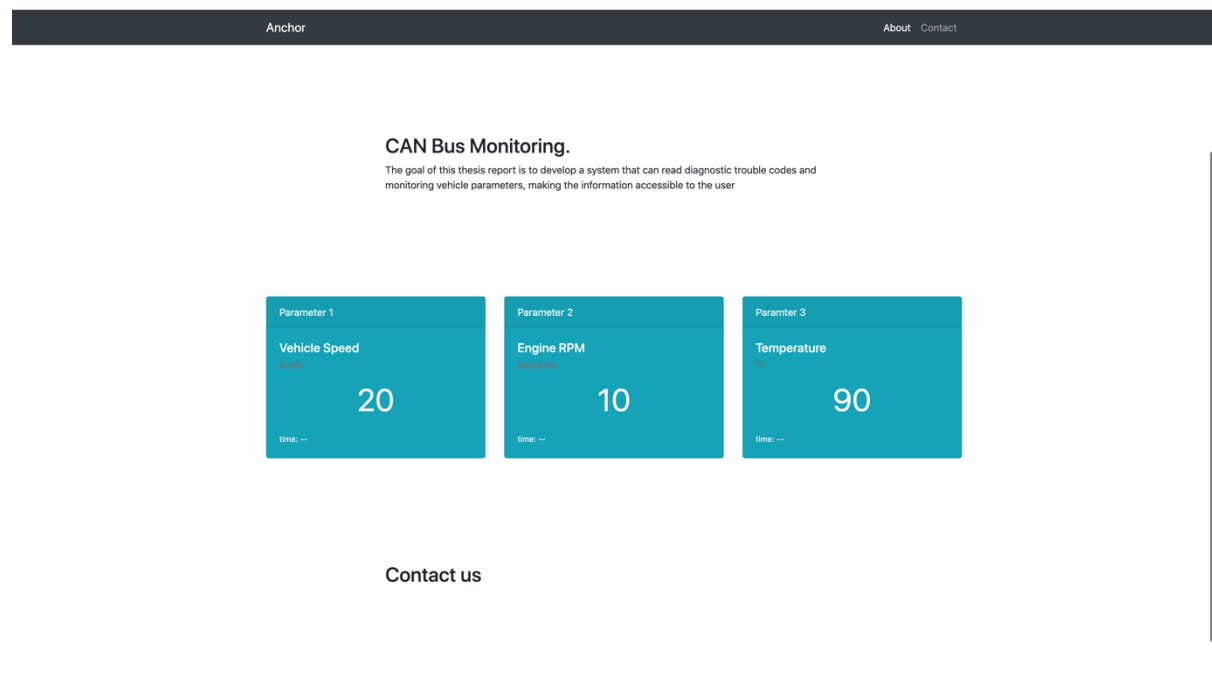 Anchor
About Contact
CAN Bus Monitoring.
The goal of this thesis report is to develop a system that can read diagnostic trouble codes and
monitoring vehicle parameters, making the information accessible to the user
Parameter 1
Vehicle Speed
20
time: --
Parameter 2
Engine RPM
10
time: --
Paramter 3
Temperature
90
time: --
Contact us